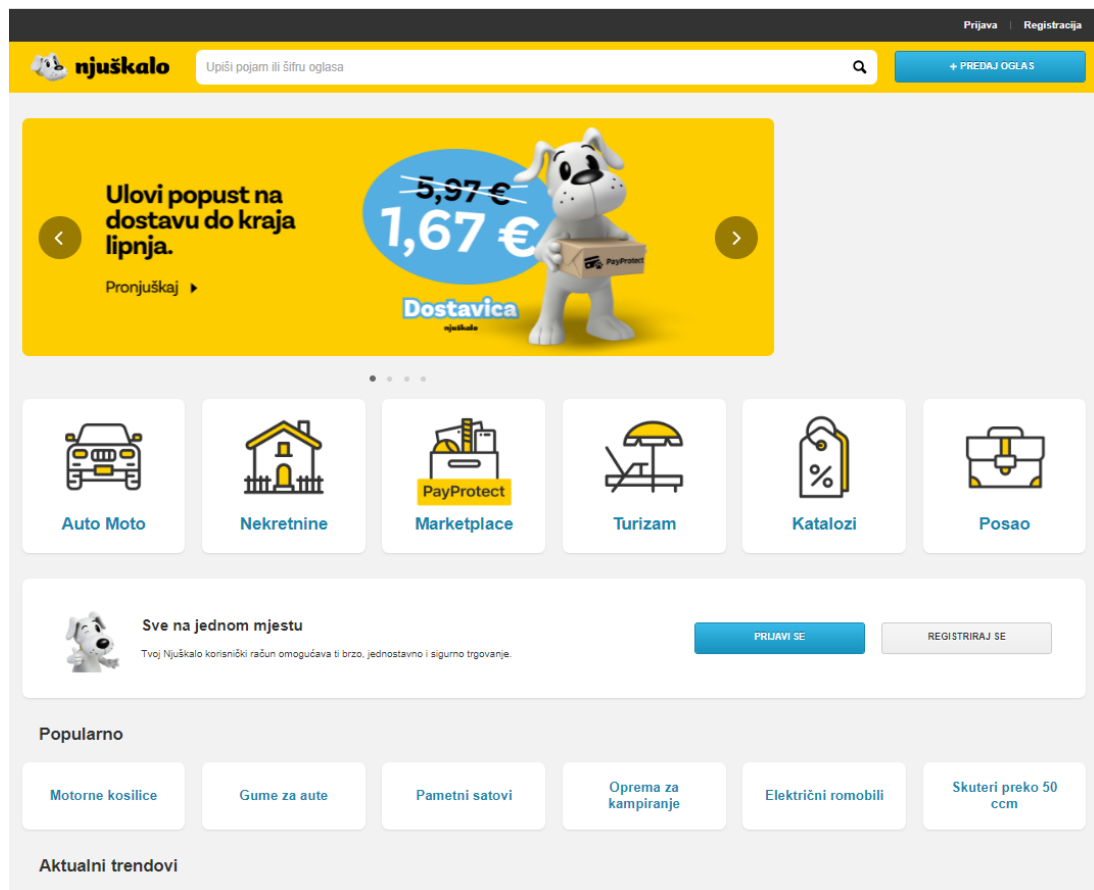 Prijava | Registracija
njuškalo
Upiši pojam ili šifru oglasa
+ PREDAJ OGLAS
Ulovi popust na
dostavu do kraja
lipnja.
Pronjuškaj
5,97 €
1,67 €
PayProtect
Dostavica
njuškalo
PayProtect
Auto Moto
Nekretnine
Marketplace
Turizam
%
Katalozi
Posao
Sve na jednom mjestu
Tvoj Njuškalo korisnički račun omogućava ti brzo, jednostavno i sigurno trgovanje.
PRIJAVI SE
REGISTRIRAJ SE
Popularno
Motorne kosilice
Gume za aute
Pametni satovi
Oprema za
kampiranje
Električni romobili
Skuteri preko 50
ccm
Aktualni trendovi